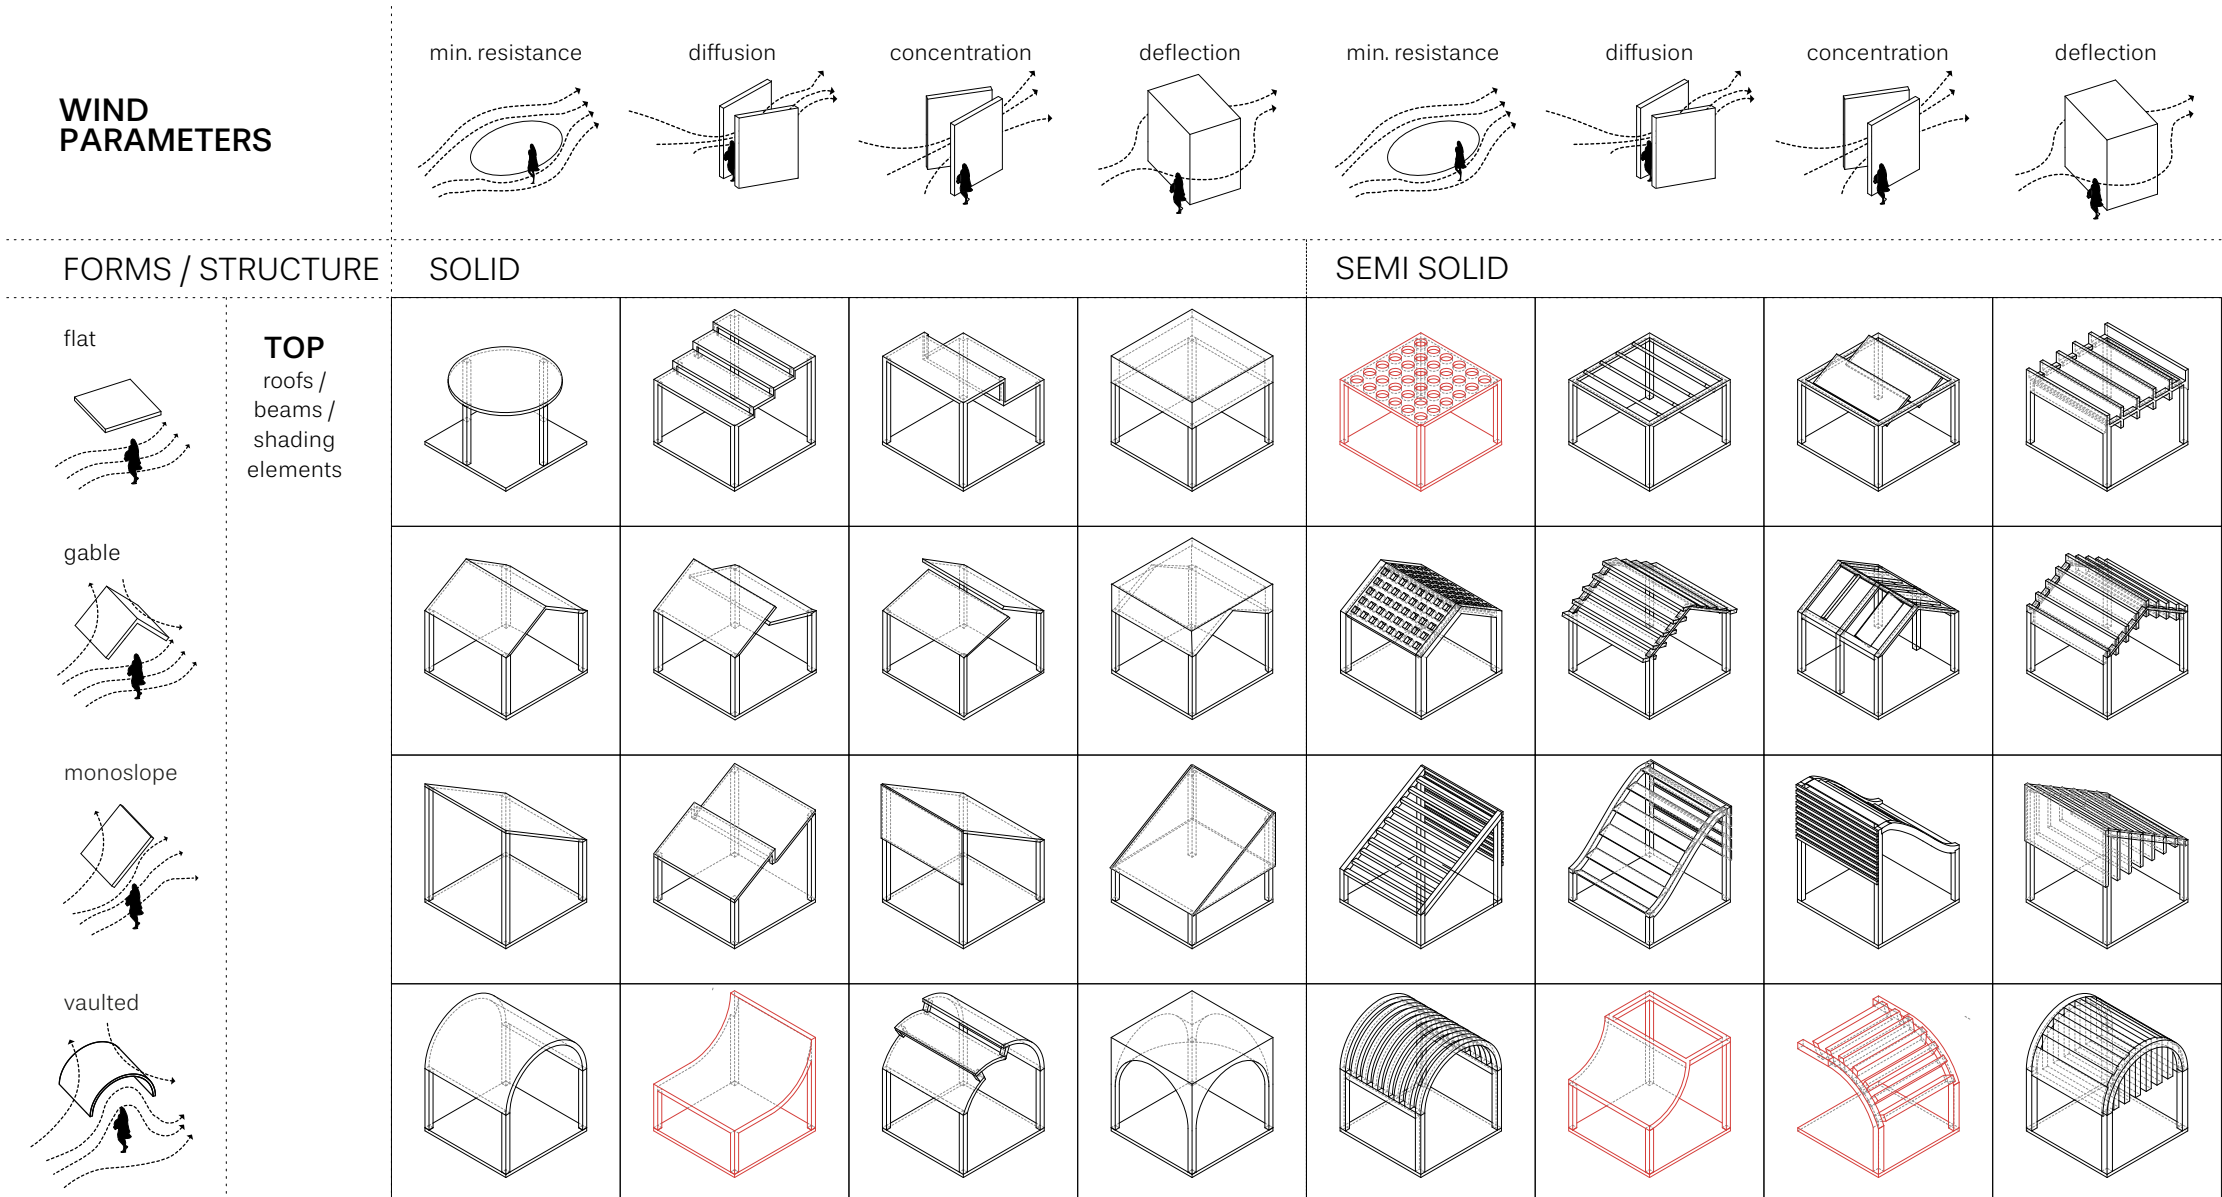 min. resistance
diffusion
concentration
deflection
min. resistance
diffusion
concentration
deflection
WIND
PARAMETERS
FORMS / STRUCTURE
SOLID
SEMI SOLID
flat
TOP
roofs /
beams /
shading
elements
gable
monoslope
vaulted